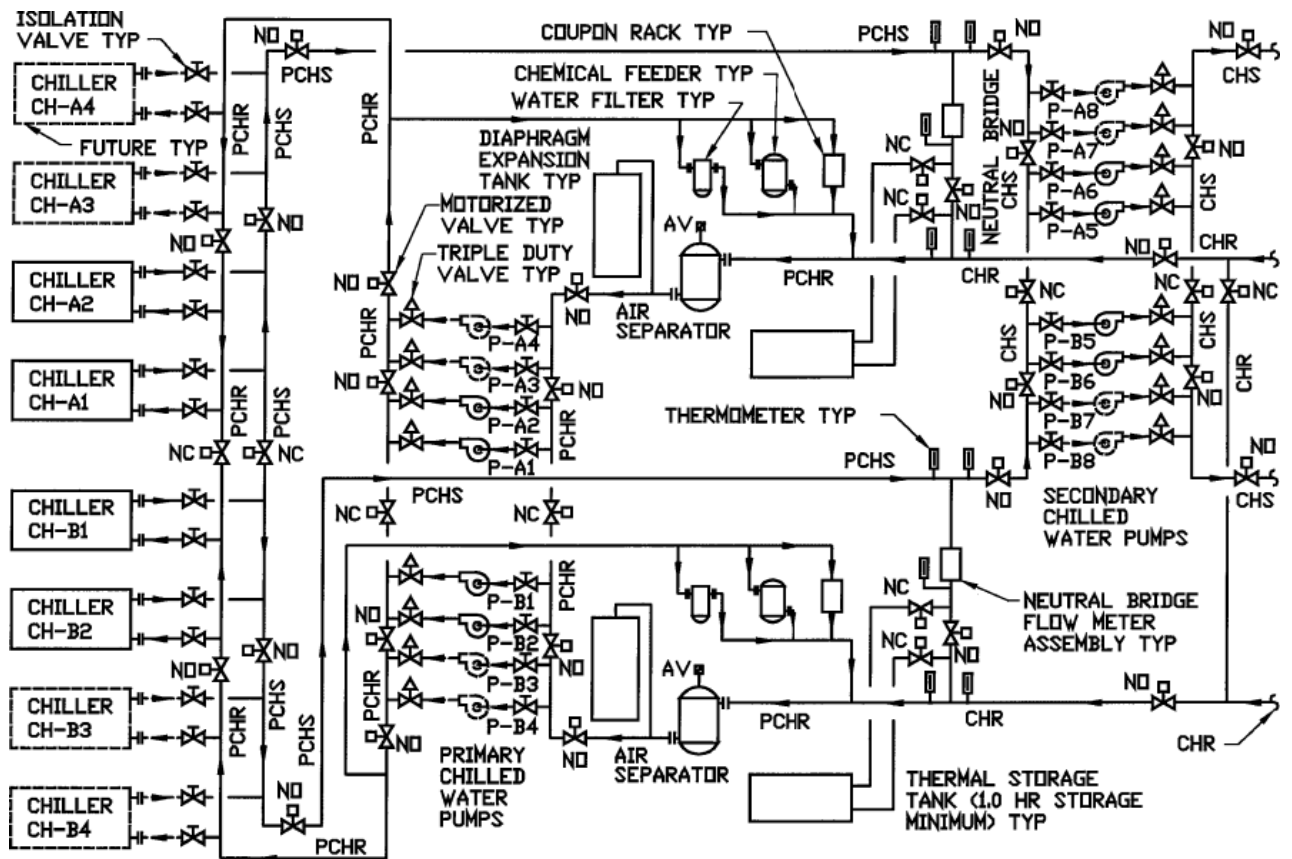 ISOLATION
VALVE TYP
CHILLER
CH-A4
FUTURE TYP
CHILLER
CH-A3
CHILLER
CH-A2
CHILLER
CH-A1
CHILLER
CH-B1
CHILLER
CH-B2
CHILLER
CH-B3
CHILLER
CH-B4
NO
PCHS
PCHR
PCHS
NO
NO
PCHR
PCHS
NC
NC
NO
NO
PCHR
PCHS
PCHS
NO
PCHR
PCHR
COUPON RACK TYP
CHEMICAL FEEDER TYP
WATER FILTER TYP
DIAPHRAGM
EXPANSION
TANK TYP
MOTORIZED
VALVE TYP
TRIPLE DUTY
VALVE TYP
NO
PCHR
NO
P-A4
P-A3
P-A2
P-A1
NO
NO
PCHR
AV
AIR
SEPARATOR
PCHR
PCHS
NO
NC
NC
NO
NEUTRAL BRIDGE
CHR
NO
CHS
NO
P-A8
P-A7
P-A6
P-A5
NO
CHS
NO
CHS
CHR
NO
NC
NC
NC
CHS
P-B5
P-B6
P-B7
P-B8
NO
CHS
NO
CHR
NO
CHS
THERMOMETER TYP
PCHS
NO
SECONDARY
CHILLED
WATER PUMPS
PCHS
NC
NC
P-B1
P-B2
P-B3
P-B4
PCHR
NO
NO
PCHR
NO
NO
PRIMARY
CHILLED
WATER
PUMPS
AV
AIR
SEPARATOR
PCHR
NC
NC
NO
NEUTRAL BRIDGE
FLOW METER
ASSEMBLY TYP
CHR
NO
CHR
THERMAL STORAGE
TANK (1.0 HR STORAGE
MINIMUM) TYP